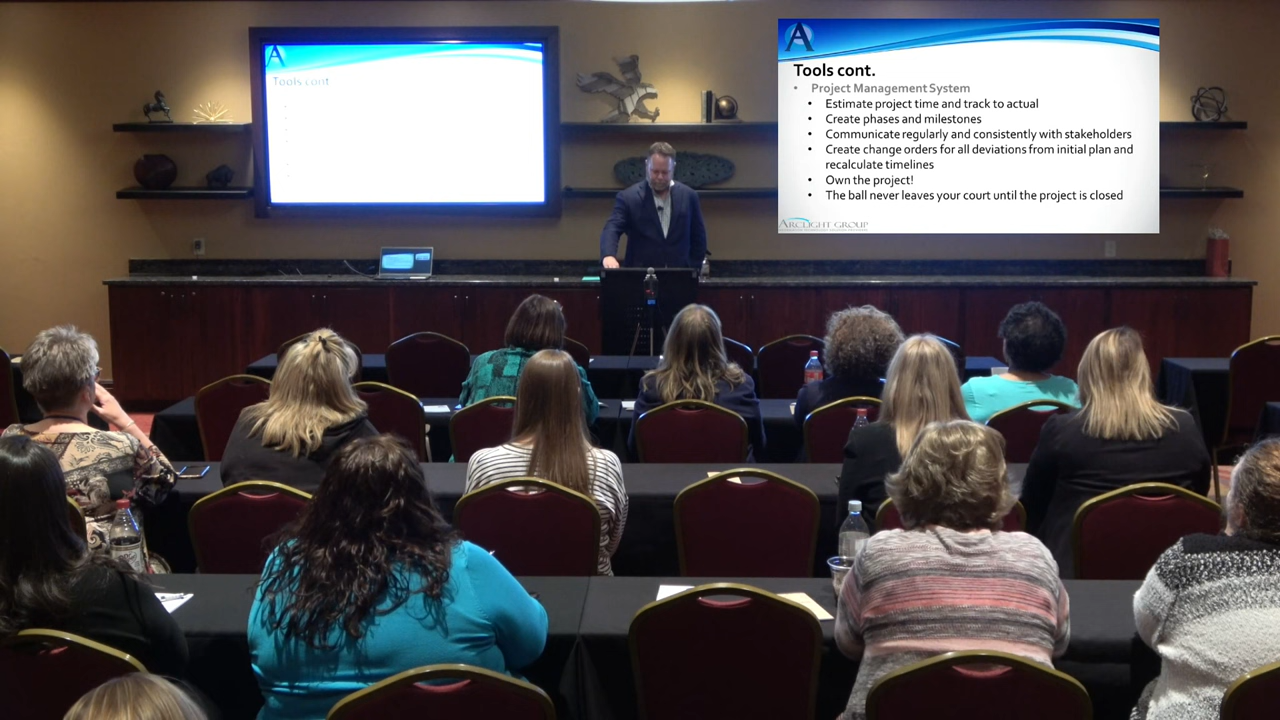 Tools cont
A
Tools cont.
• Project Management System
• Estimate project time and track to actual
• Create phases and milestones
• Communicate regularly and consistently with stakeholders
• Create change orders for all deviations from initial plan and
recalculate timelines
• Own the project!
• The ball never leaves your court until the project is closed
ARCLIGHT GROUP